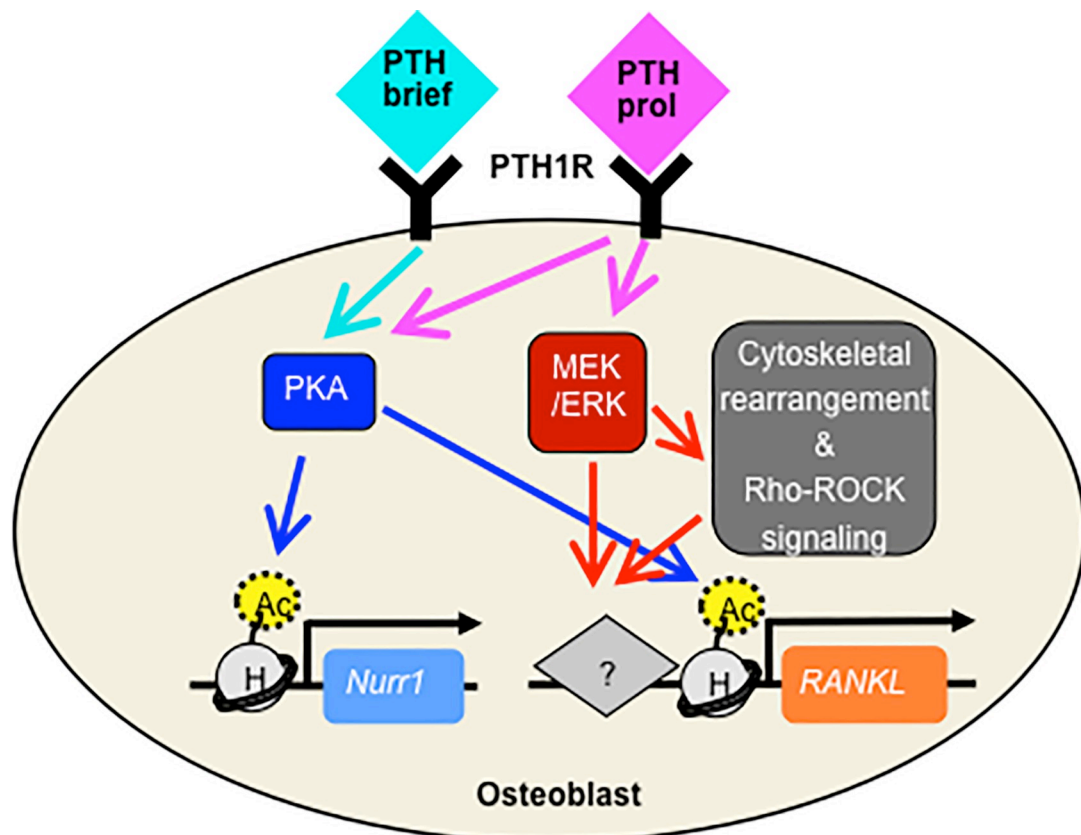 PTH
brief
PTH
prol
PTH1R
PKA
MEK
/ERK
Cytoskeletal
rearrangement
&
Rho-ROCK
signaling
Ac
H
Nurr1
?
Ac
H
RANKL
Osteoblast